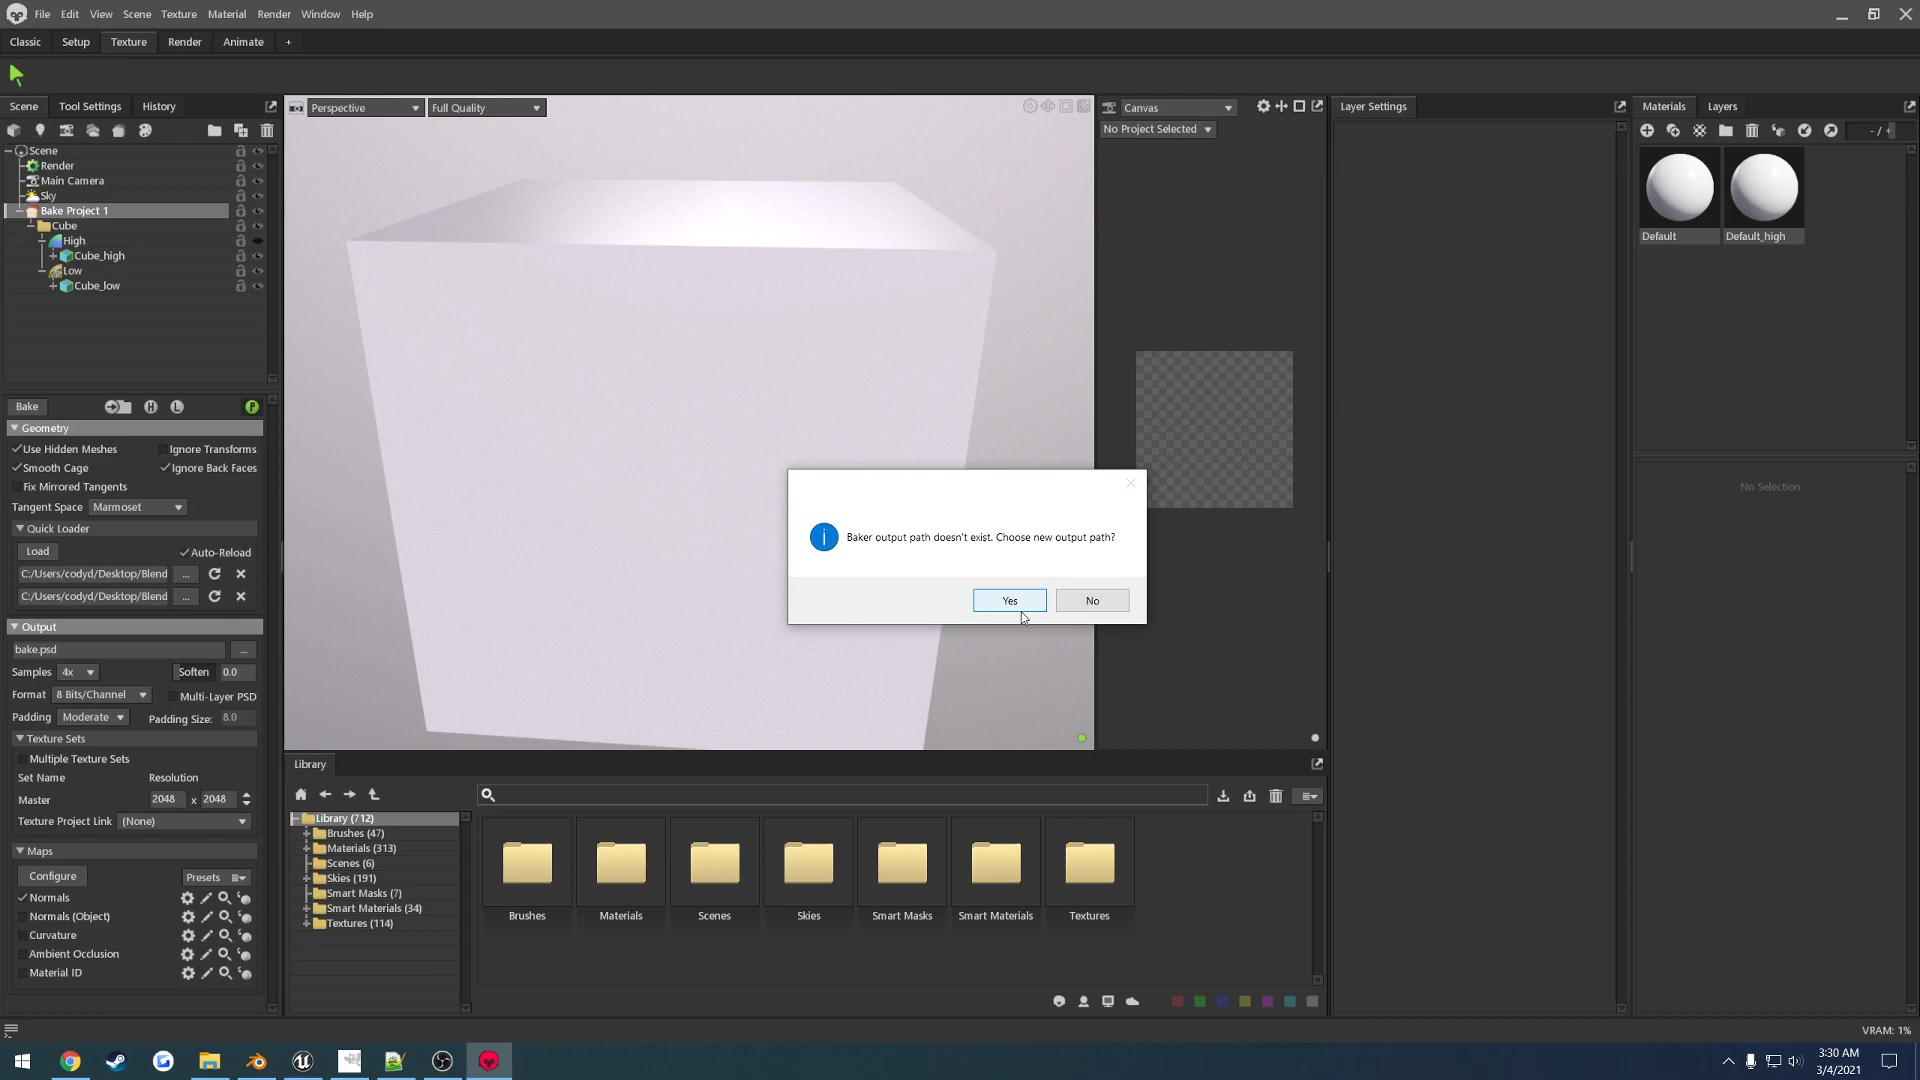 File Edit View Scene Texture Material Render Window Help
Classic Setup Texture Render Animate +
Scene Tool Settings History
Perspective Full Quality
Canvas
No Project Selected
Layer Settings
Materials Layers
- / +
Scene
Render
Main Camera
Sky
Bake Project 1
Cube
High
Cube_high
Low
Cube_low
Default Default_high
No Selection
Bake H L P
Geometry
Use Hidden Meshes Ignore Transforms
Smooth Cage Ignore Back Faces
Fix Mirrored Tangents
Tangent Space Marmoset
Quick Loader
Load Auto-Reload
C:/Users/codyd/Desktop/Blend ...
C:/Users/codyd/Desktop/Blend ...
Output
bake.psd ...
Samples 4x Soften 0.0
Format 8 Bits/Channel Multi-Layer PSD
Padding Moderate Padding Size: 8.0
Texture Sets
Multiple Texture Sets
Set Name Resolution
Master 2048 x 2048
Texture Project Link (None)
Maps
Configure Presets
Normals
Normals (Object)
Curvature
Ambient Occlusion
Material ID
Baker output path doesn't exist. Choose new output path?
Yes No
Library
Library (712)
Brushes (47)
Materials (313)
Scenes (6)
Skies (191)
Smart Masks (7)
Smart Materials (34)
Textures (114)
Brushes Materials Scenes Skies Smart Masks Smart Materials Textures
VRAM: 1%
3:30 AM
3/4/2021